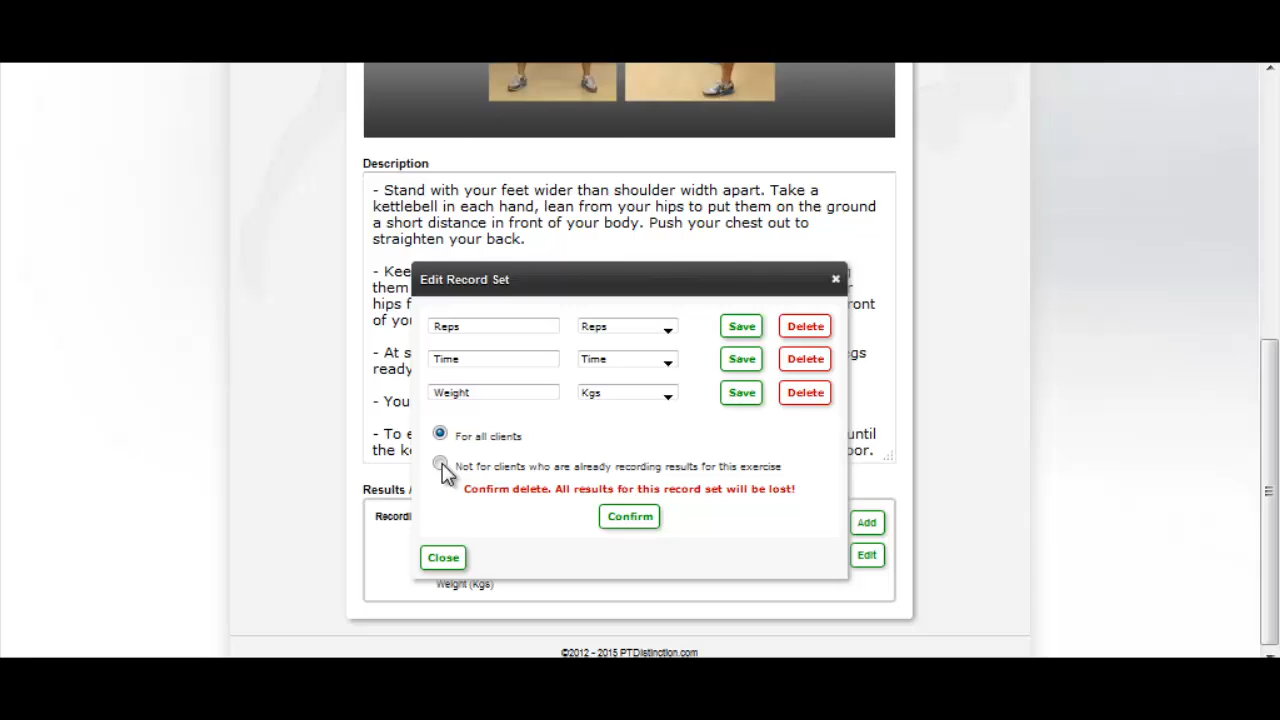 Description
- Stand with your feet wider than shoulder width apart. Take a
kettlebell in each hand, lean from your hips to put them on the ground
a short distance in front of your body. Push your chest out to
straighten your back.
- Kee
them
hips f
ront
of you
- At s
egs
ready
- You
- To e
until
the k
oor.
Edit Record Set
Reps Reps Save Delete
Time Time Save Delete
Weight Kgs Save Delete
For all clients
Not for clients who are already recording results for this exercise
Confirm delete. All results for this record set will be lost!
Confirm
Close
Results /
Recordi
Add
Edit
Weight (Kgs)
©2012 - 2015 PTDistinction.com